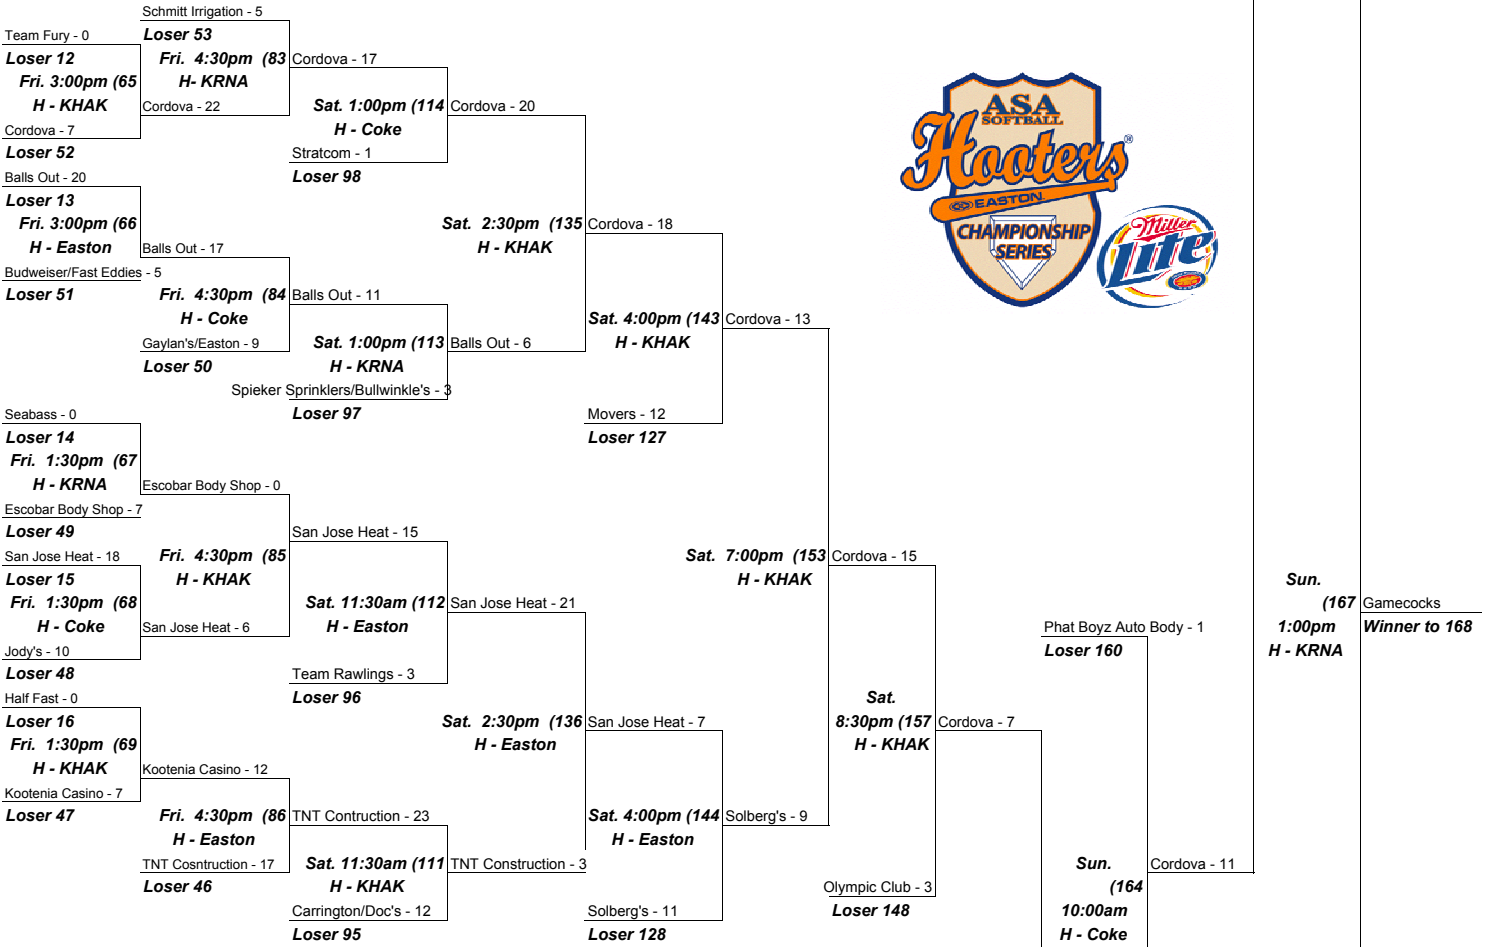 Schmitt Irrigation - 5
Team Fury - 0
Loser 53
Loser 12
Fri. 4:30pm (83
Cordova - 17
Fri. 3:00pm (65
H- KRNA
H - KHAK
Cordova - 22
Sat. 1:00pm (114
Cordova - 20
Cordova - 7
H - Coke
Loser 52
Stratcom - 1
Balls Out - 20
Loser 98
Loser 13
Fri. 3:00pm (66
Sat. 2:30pm (135
Cordova - 18
H - Easton
Balls Out - 17
H - KHAK
Budweiser/Fast Eddies - 5
Loser 51
Fri. 4:30pm (84
Balls Out - 11
H - Coke
Sat. 4:00pm (143
Cordova - 13
Gaylan's/Easton - 9
Sat. 1:00pm (113
Balls Out - 6
H - KHAK
Loser 50
H - KRNA
Spieker Sprinklers/Bullwinkle's - 3
Seabass - 0
Loser 97
Movers - 12
Loser 14
Loser 127
Fri. 1:30pm (67
H - KRNA
Escobar Body Shop - 0
Escobar Body Shop - 7
Loser 49
San Jose Heat - 15
San Jose Heat - 18
Fri. 4:30pm (85
Sat. 7:00pm (153
Cordova - 15
Loser 15
H - KHAK
H - KHAK
Sun.
Fri. 1:30pm (68
Sat. 11:30am (112
San Jose Heat - 21
(167
Gamecocks
H - Coke
San Jose Heat - 6
H - Easton
Phat Boyz Auto Body - 1
1:00pm
Winner to 168
Jody's - 10
Loser 160
H - KRNA
Loser 48
Team Rawlings - 3
Half Fast - 0
Loser 96
Sat.
Loser 16
Sat. 2:30pm (136
San Jose Heat - 7
8:30pm (157
Cordova - 7
Fri. 1:30pm (69
H - Easton
H - KHAK
H - KHAK
Kootenia Casino - 12
Kootenia Casino - 7
Loser 47
Fri. 4:30pm (86
TNT Contruction - 23
Sat. 4:00pm (144
Solberg's - 9
H - Easton
H - Easton
TNT Cosntruction - 17
Sat. 11:30am (111
TNT Construction - 3
Sun.
Cordova - 11
Loser 46
H - KHAK
Olympic Club - 3
(164
Carrington/Doc's - 12
Solberg's - 11
Loser 148
10:00am
Loser 95
Loser 128
H - Coke
ASA
SOFTBALL
Hooters®
EASTON
CHAMPIONSHIP
SERIES
Miller
Lite